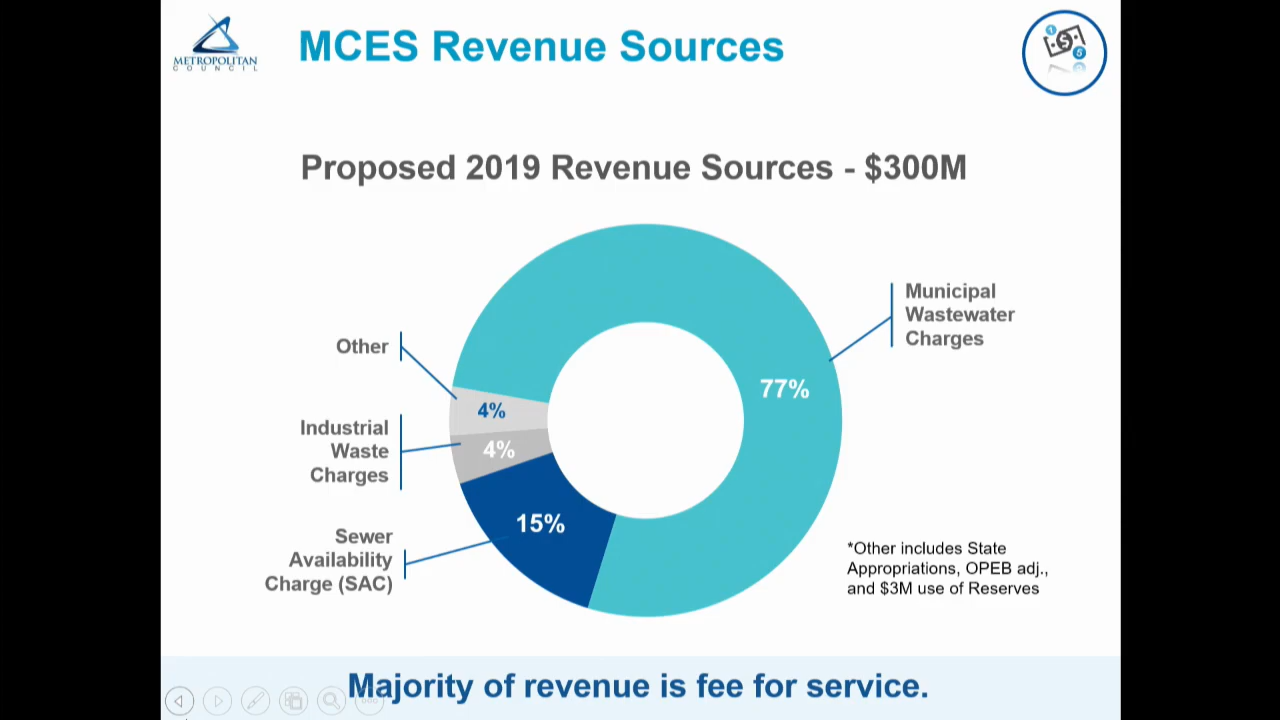 METROPOLITAN
COUNCIL
MCES Revenue Sources
Proposed 2019 Revenue Sources - $300M
Municipal
Wastewater
Charges
77%
Other
4%
Industrial
Waste
Charges
4%
Sewer
Availability
Charge (SAC)
15%
*Other includes State
Appropriations, OPEB adj.,
and $3M use of Reserves
Majority of revenue is fee for service.